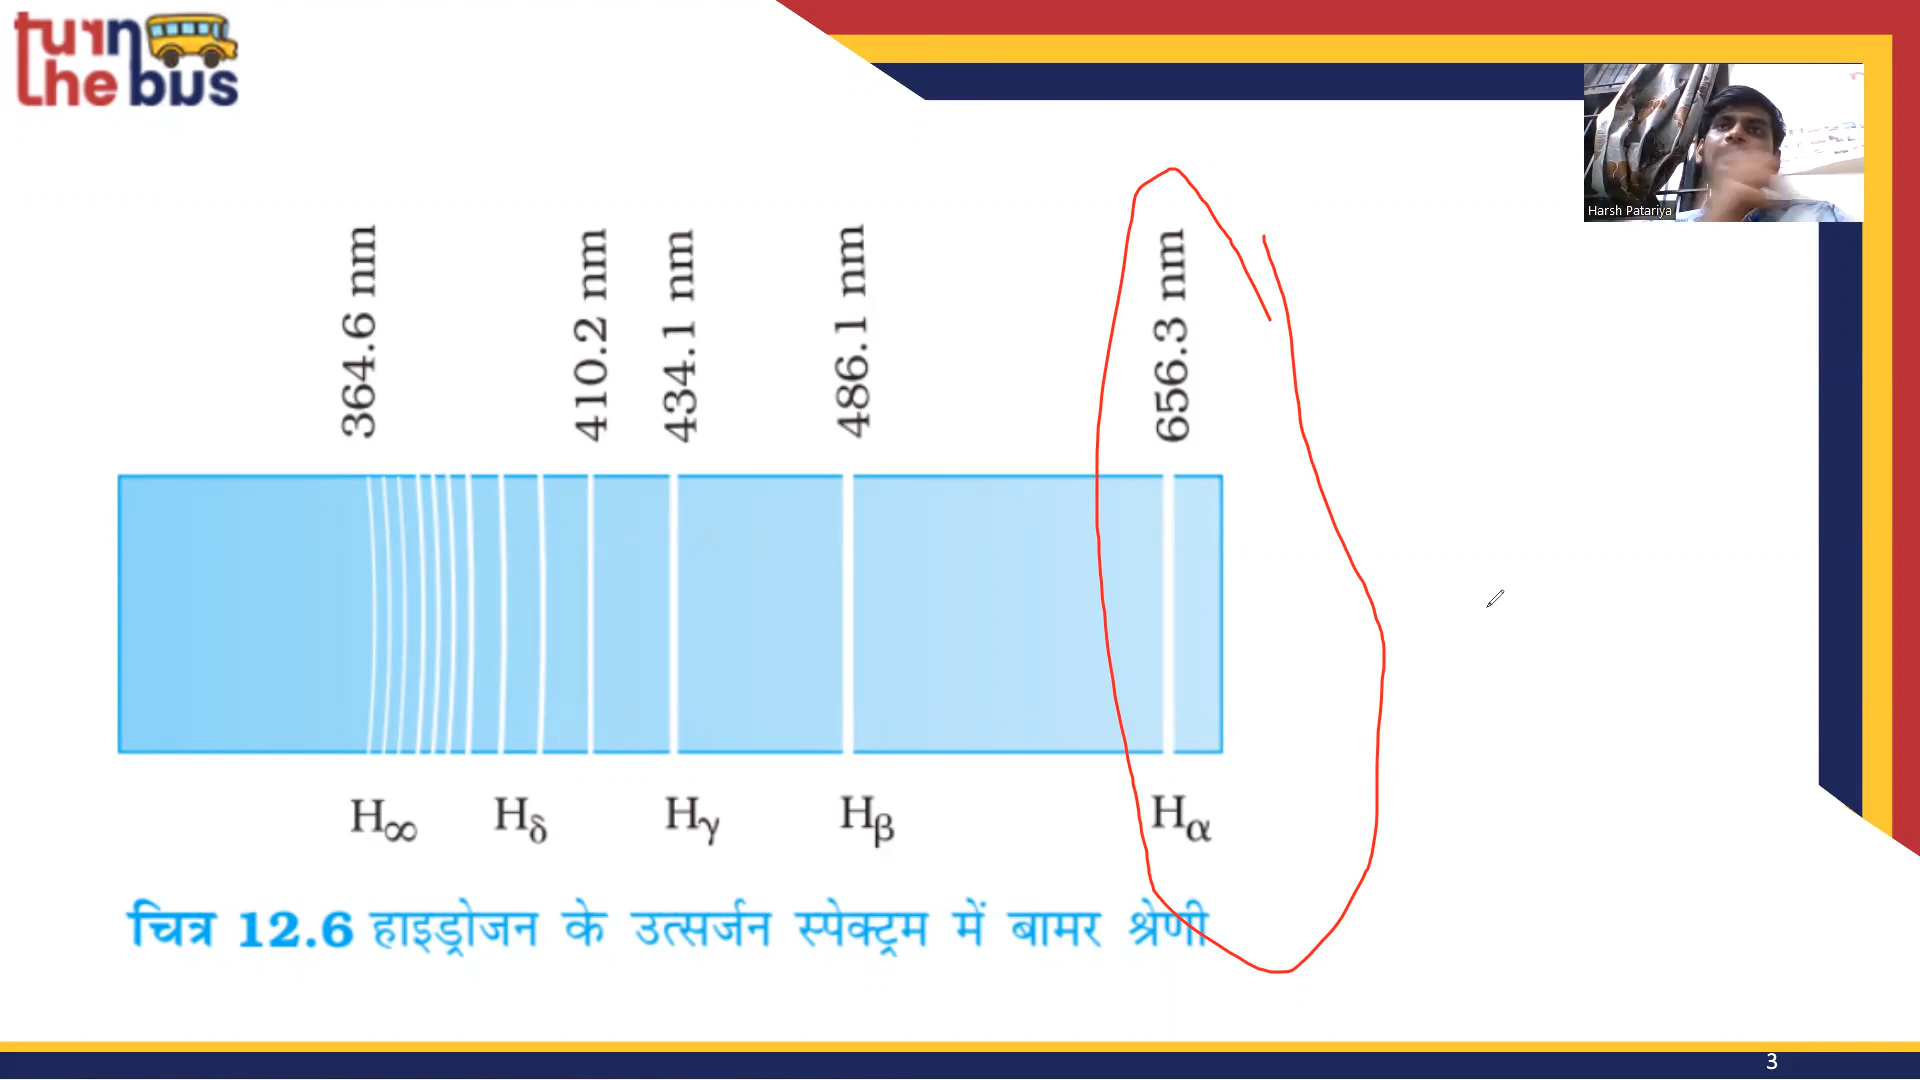 turn
the bus
Harsh Patariya
364.6 nm
410.2 nm
434.1 nm
486.1 nm
656.3 nm
H∞
Hδ
Hγ
Hβ
Hα
चित्र 12.6 हाइड्रोजन के उत्सर्जन स्पेक्ट्रम में बामर श्रेणी
3